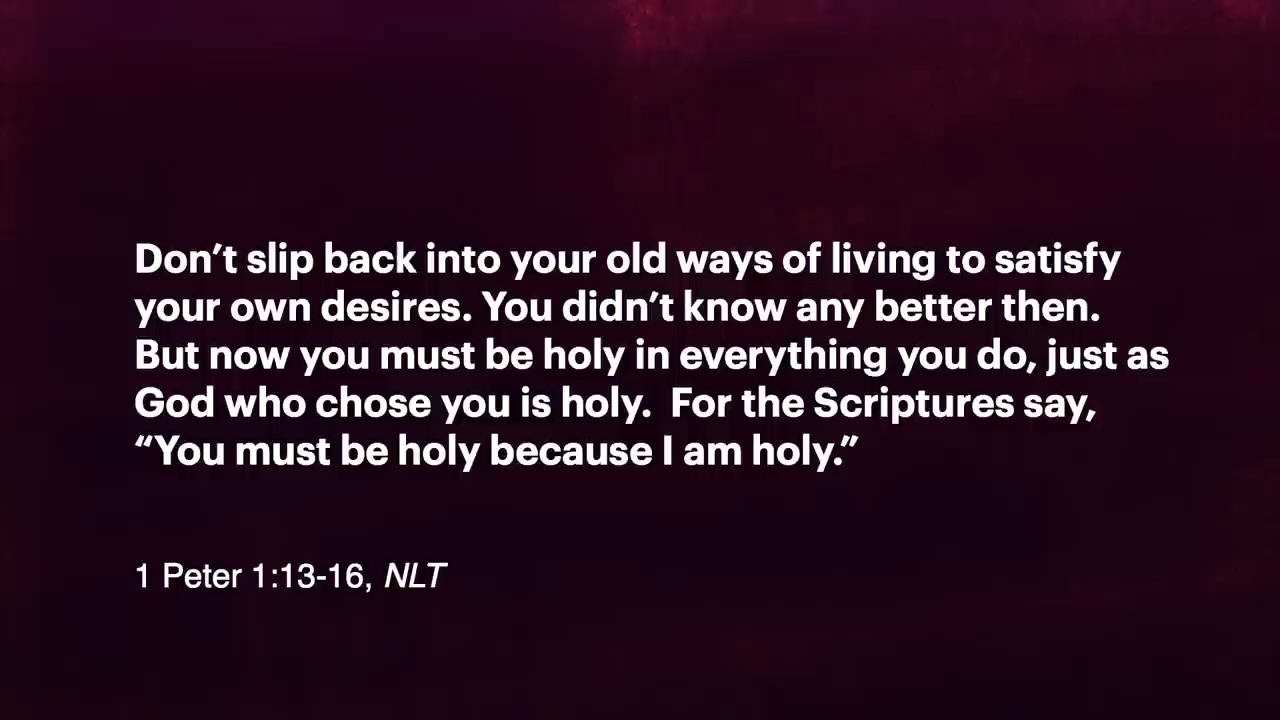 Don’t slip back into your old ways of living to satisfy
your own desires. You didn’t know any better then.
But now you must be holy in everything you do, just as
God who chose you is holy.  For the Scriptures say,
“You must be holy because I am holy.”
1 Peter 1:13-16, NLT